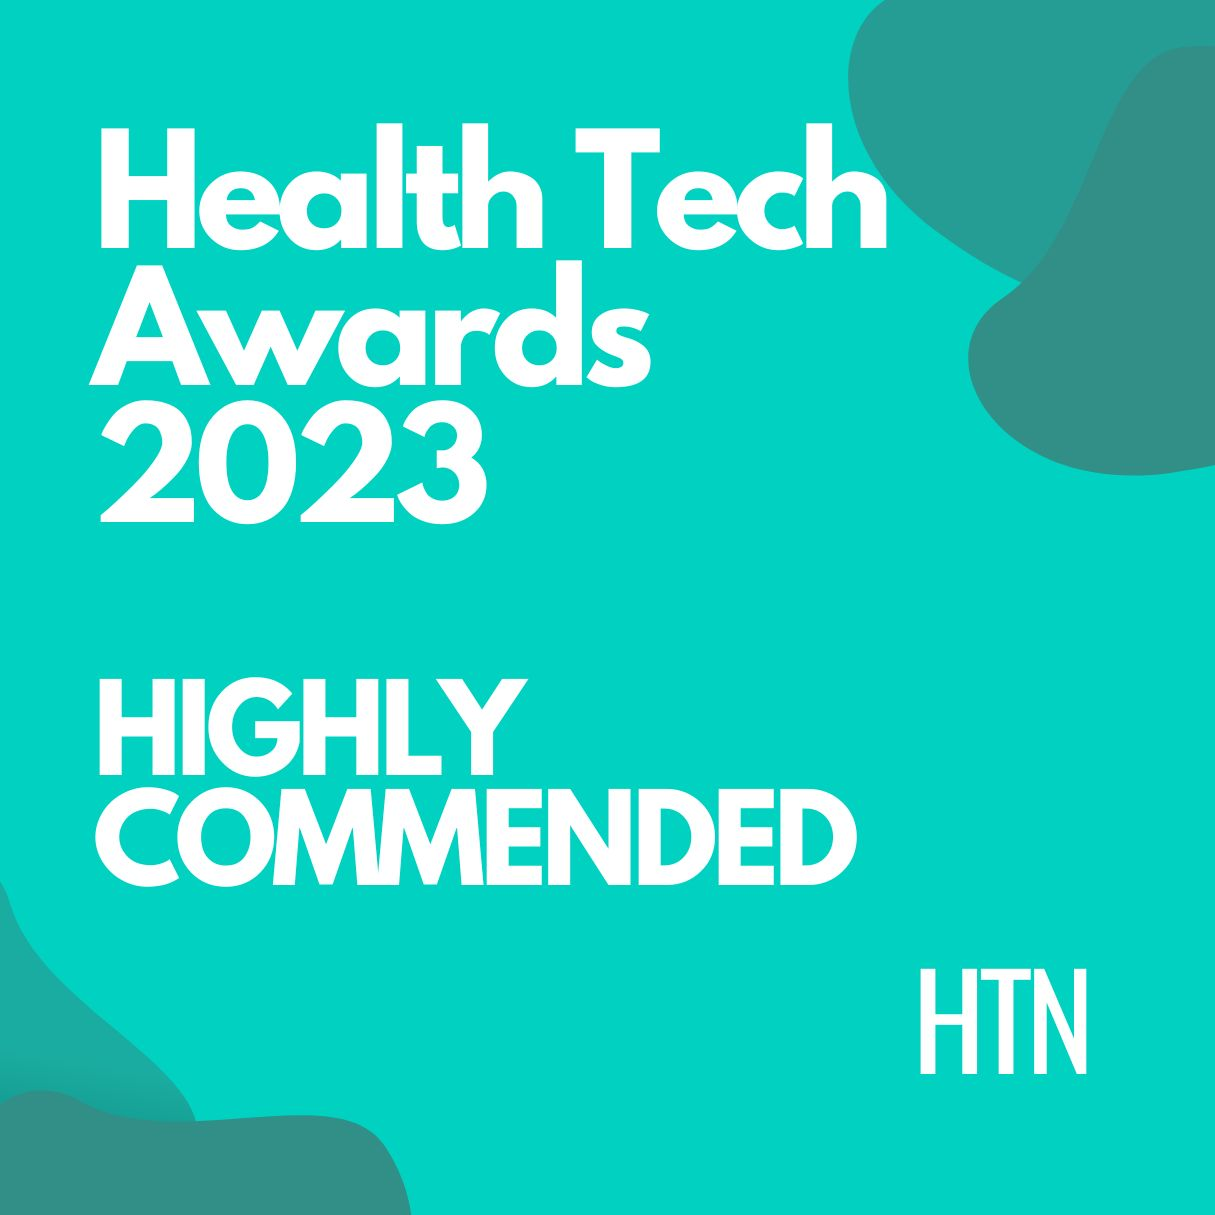 Health Tech
Awards
2023
HIGHLY
COMMENDED
HTN